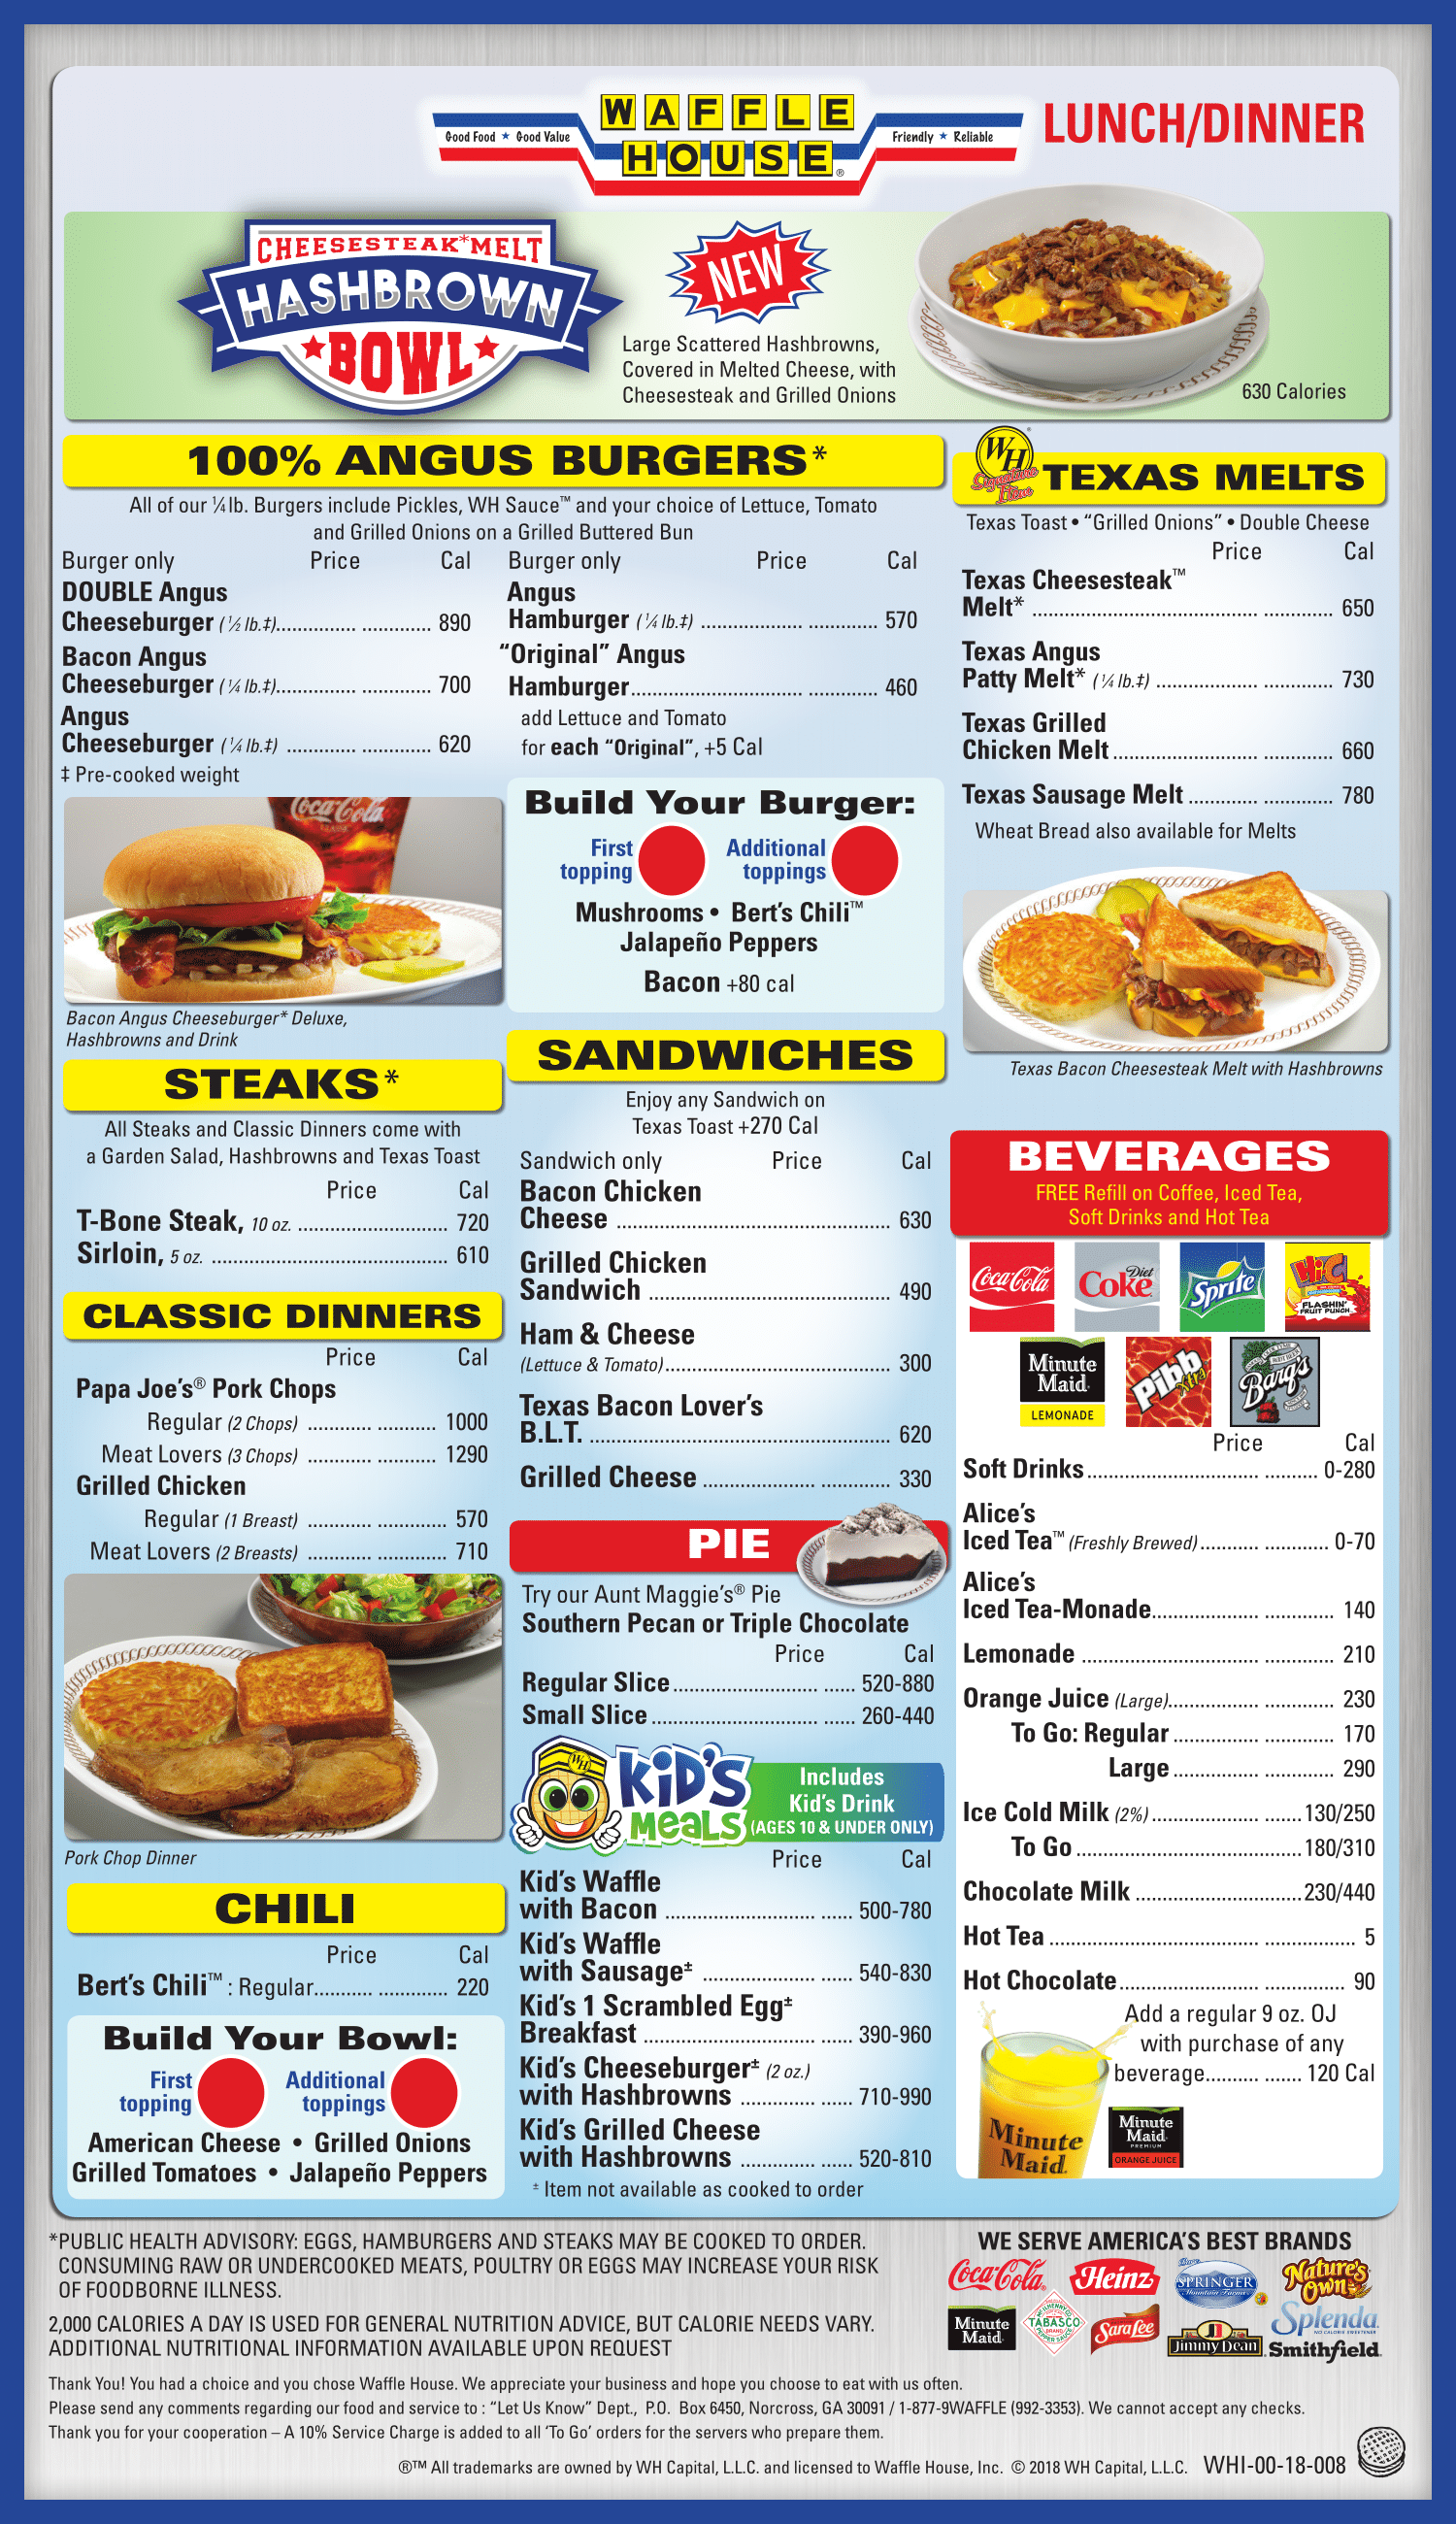 WAFFLE
HOUSE®
Good Food ★ Good Value
Friendly ★ Reliable
LUNCH/DINNER
CHEESESTEAK*MELT
HASHBROWN
★BOWL★
NEW
Large Scattered Hashbrowns,
Covered in Melted Cheese, with
Cheesesteak and Grilled Onions
630 Calories
100% ANGUS BURGERS*
All of our ¼ lb. Burgers include Pickles, WH Sauce™ and your choice of Lettuce, Tomato
and Grilled Onions on a Grilled Buttered Bun
Burger only Price Cal
DOUBLE Angus
Cheeseburger (½ lb.‡)............... ............. 890
Bacon Angus
Cheeseburger (¼ lb.‡)............... ............. 700
Angus
Cheeseburger (¼ lb.‡) ............. ............. 620
‡ Pre-cooked weight
Burger only Price Cal
Angus
Hamburger (¼ lb.‡) ................... ............. 570
“Original” Angus
Hamburger................................ ............. 460
add Lettuce and Tomato
for each “Original”, +5 Cal
Coca-Cola
CLASSIC
Bacon Angus Cheeseburger* Deluxe,
Hashbrowns and Drink
Build Your Burger:
First
topping
Additional
toppings
Mushrooms • Bert’s Chili™
Jalapeño Peppers
Bacon +80 cal
WH
Signature
Item
TEXAS MELTS
Texas Toast • “Grilled Onions” • Double Cheese
Price Cal
Texas Cheesesteak™
Melt* .......................................... ............. 650
Texas Angus
Patty Melt* (¼ lb.‡) ................... ............. 730
Texas Grilled
Chicken Melt........................... ............. 660
Texas Sausage Melt ............. ............. 780
Wheat Bread also available for Melts
Texas Bacon Cheesesteak Melt with Hashbrowns
STEAKS*
All Steaks and Classic Dinners come with
a Garden Salad, Hashbrowns and Texas Toast
Price Cal
T-Bone Steak, 10 oz. ............................ 720
Sirloin, 5 oz. ............................................ 610
CLASSIC DINNERS
Price Cal
Papa Joe’s® Pork Chops
Regular (2 Chops) ............ ........... 1000
Meat Lovers (3 Chops) ............ ........... 1290
Grilled Chicken
Regular (1 Breast) ............ ............. 570
Meat Lovers (2 Breasts) ............ ............. 710
Pork Chop Dinner
CHILI
Price Cal
Bert’s Chili™ : Regular........... ............. 220
Build Your Bowl:
First
topping
Additional
toppings
American Cheese • Grilled Onions
Grilled Tomatoes • Jalapeño Peppers
SANDWICHES
Enjoy any Sandwich on
Texas Toast +270 Cal
Sandwich only Price Cal
Bacon Chicken
Cheese ................................................... 630
Grilled Chicken
Sandwich ............................................. 490
Ham & Cheese
(Lettuce & Tomato).......................................... 300
Texas Bacon Lover’s
B.L.T. ........................................................ 620
Grilled Cheese ..................... ............. 330
PIE
Try our Aunt Maggie’s® Pie
Southern Pecan or Triple Chocolate
Price Cal
Regular Slice........................... ...... 520-880
Small Slice............................... ...... 260-440
WH
KiD’S
MeaLS
Includes
Kid’s Drink
(AGES 10 & UNDER ONLY)
Price Cal
Kid’s Waffle
with Bacon ............................ ...... 500-780
Kid’s Waffle
with Sausage± ..................... ...... 540-830
Kid’s 1 Scrambled Egg±
Breakfast ................................ ...... 390-960
Kid’s Cheeseburger± (2 oz.)
with Hashbrowns .............. ...... 710-990
Kid’s Grilled Cheese
with Hashbrowns .............. ...... 520-810
± Item not available as cooked to order
BEVERAGES
FREE Refill on Coffee, Iced Tea,
Soft Drinks and Hot Tea
Coca-Cola
Diet
Coke
Sprite
Hi-C
FLASHIN’
FRUIT PUNCH
Minute
Maid
LEMONADE
Pibb
Xtra
Barq’s
Price Cal
Soft Drinks................................ .......... 0-280
Alice’s
Iced Tea™ (Freshly Brewed)........... ............ 0-70
Alice’s
Iced Tea-Monade.................... ............. 140
Lemonade ................................. ............. 210
Orange Juice (Large)................. ............. 230
To Go: Regular ................ ............. 170
Large ................ ............. 290
Ice Cold Milk (2%).................... .......130/250
To Go ..........................................180/310
Chocolate Milk ...............................230/440
Hot Tea ....................................... .................. 5
Hot Chocolate.......................... ............... 90
Add a regular 9 oz. OJ
with purchase of any
beverage.......... ....... 120 Cal
Minute
Maid
Minute
Maid
PREMIUM
ORANGE JUICE
*PUBLIC HEALTH ADVISORY: EGGS, HAMBURGERS AND STEAKS MAY BE COOKED TO ORDER.
CONSUMING RAW OR UNDERCOOKED MEATS, POULTRY OR EGGS MAY INCREASE YOUR RISK
OF FOODBORNE ILLNESS.
2,000 CALORIES A DAY IS USED FOR GENERAL NUTRITION ADVICE, BUT CALORIE NEEDS VARY.
ADDITIONAL NUTRITIONAL INFORMATION AVAILABLE UPON REQUEST
WE SERVE AMERICA’S BEST BRANDS
Coca-Cola
Heinz
SPRINGER
Mountain Farms
Nature’s
Own
Minute
Maid
TABASCO
BRAND
PEPPER SAUCE
Sara Lee
Jimmy Dean
Splenda
NO CALORIE SWEETENER
Smithfield
Thank You! You had a choice and you chose Waffle House. We appreciate your business and hope you choose to eat with us often.
Please send any comments regarding our food and service to : “Let Us Know” Dept., P.O. Box 6450, Norcross, GA 30091 / 1-877-9WAFFLE (992-3353). We cannot accept any checks.
Thank you for your cooperation – A 10% Service Charge is added to all ‘To Go’ orders for the servers who prepare them.
®™ All trademarks are owned by WH Capital, L.L.C. and licensed to Waffle House, Inc. © 2018 WH Capital, L.L.C. WHI-00-18-008